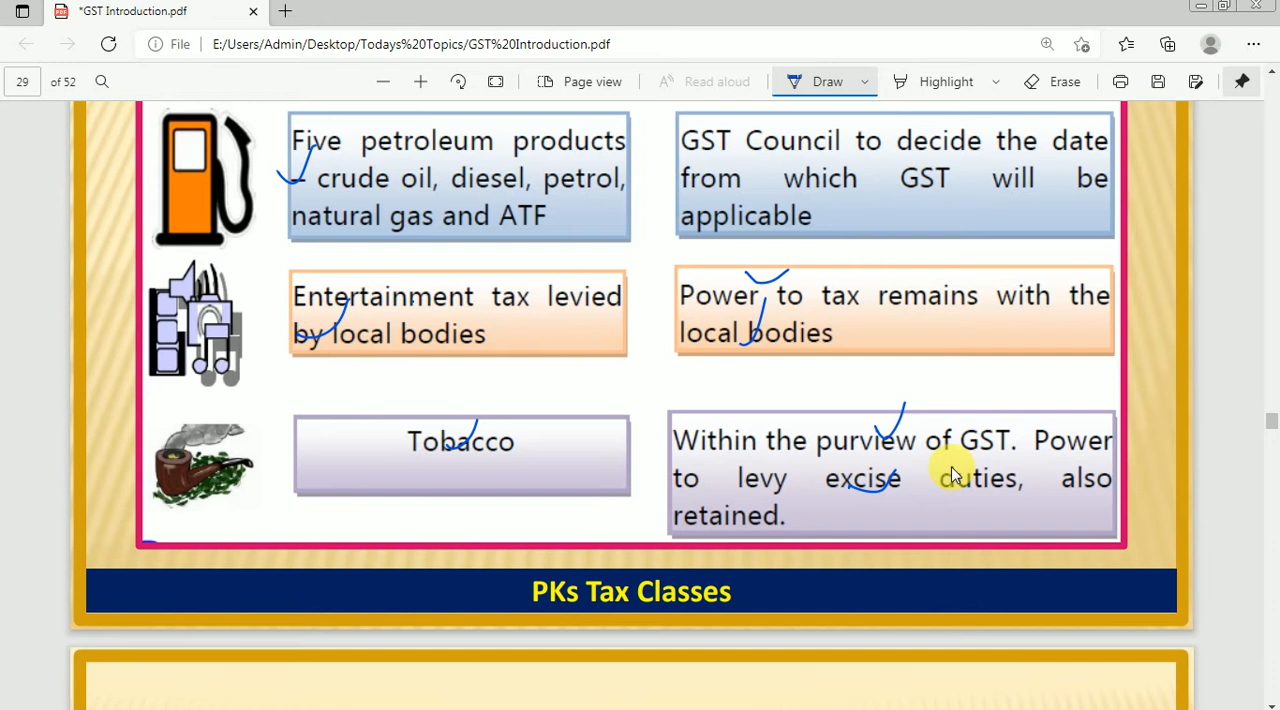 *GST Introduction.pdf
File E:/Users/Admin/Desktop/Todays%20Topics/GST%20Introduction.pdf
29 of 52 Page view Read aloud Draw Highlight Erase
Five petroleum products
– crude oil, diesel, petrol,
natural gas and ATF
GST Council to decide the date
from which GST will be
applicable
Entertainment tax levied
by local bodies
Power to tax remains with the
local bodies
Tobacco
Within the purview of GST. Power
to levy excise duties, also
retained.
PKs Tax Classes